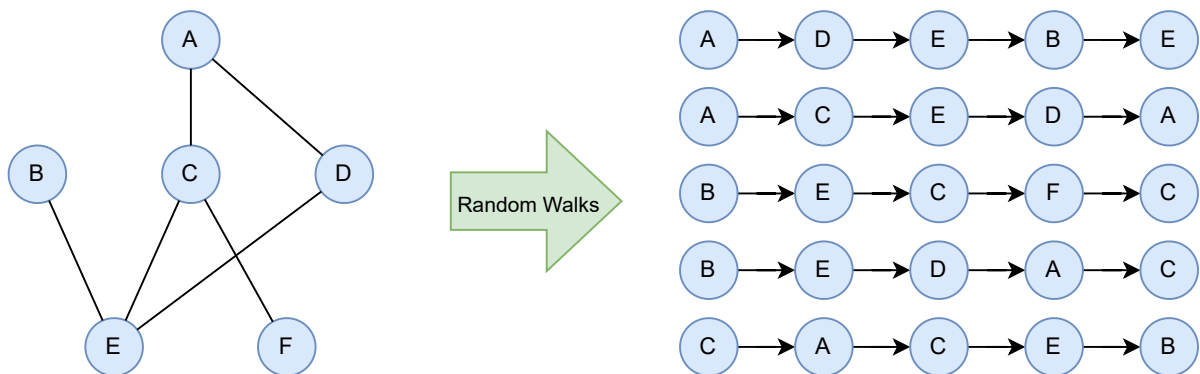 A
B
C
D
E
F
Random Walks
A D E B E
A C E D A
B E C F C
B E D A C
C A C E B